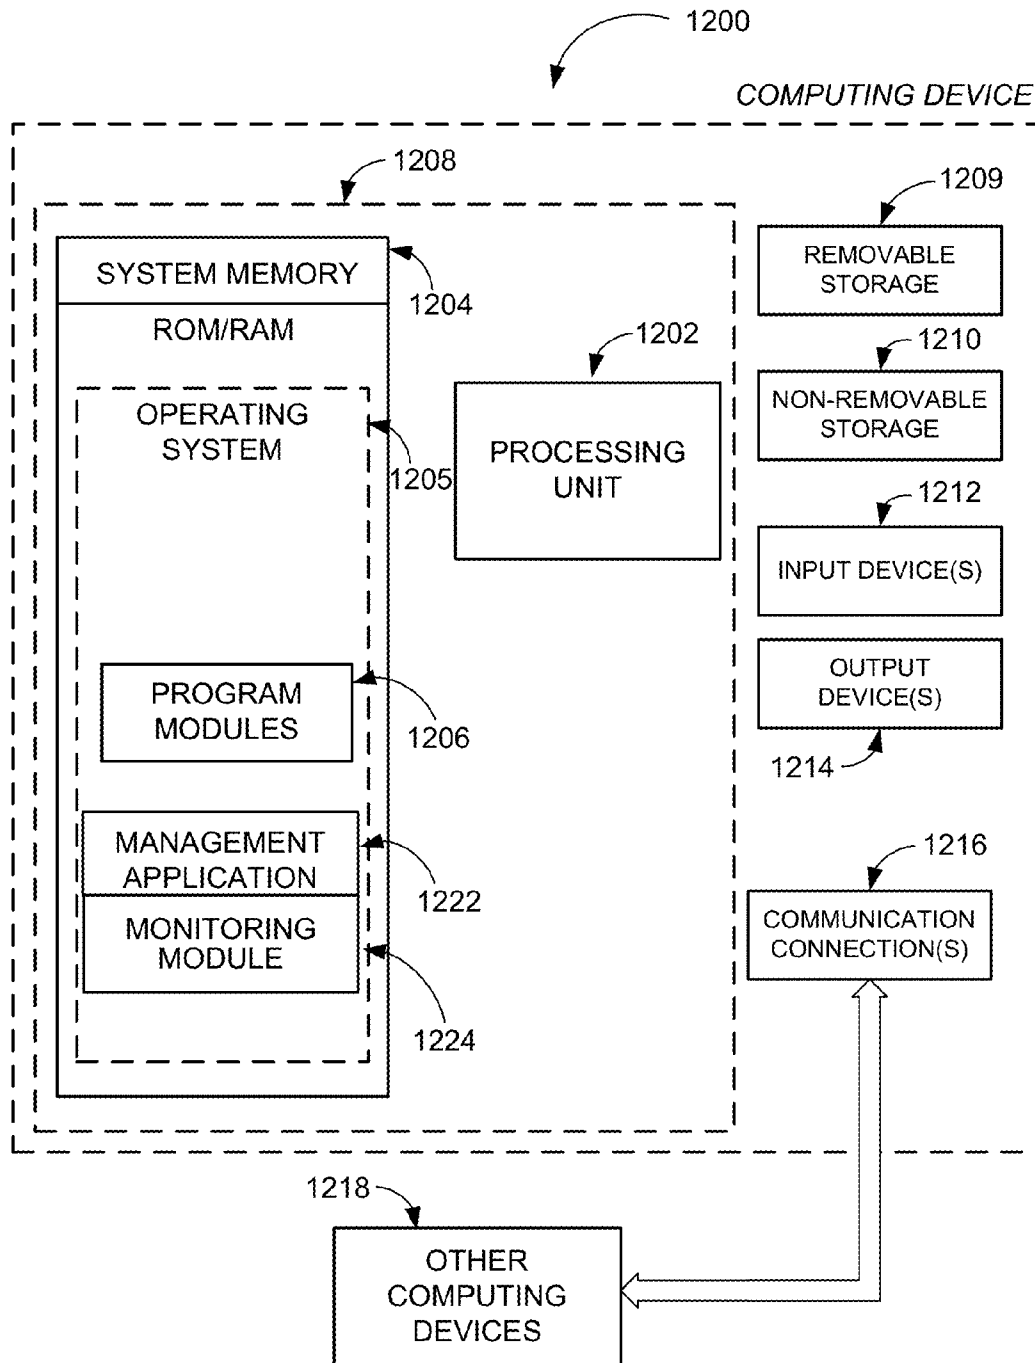 1200
COMPUTING DEVICE
1208
1209
SYSTEM MEMORY
1204
REMOVABLE
STORAGE
ROM/RAM
1202
1210
OPERATING
SYSTEM
1205
PROCESSING
UNIT
NON-REMOVABLE
STORAGE
1212
INPUT DEVICE(S)
PROGRAM
MODULES
1206
OUTPUT
DEVICE(S)
1214
MANAGEMENT
APPLICATION
1222
1216
MONITORING
MODULE
1224
COMMUNICATION
CONNECTION(S)
1218
OTHER
COMPUTING
DEVICES